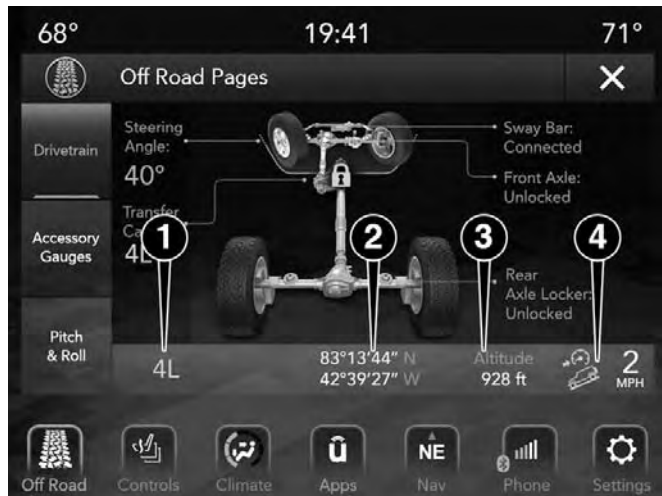 68°
19:41
71°
Off Road Pages
X
Drivetrain
Accessory
Gauges
Pitch
& Roll
Steering
Angle:
40°
Transfer
4L
Sway Bar:
Connected
Front Axle:
Unlocked
Rear
Axle Locker:
Unlocked
1
2
3
4
4L
83°13'44" N
42°39'27" W
Altitude
928 ft
2
MPH
Off Road
Controls
Climate
û
Apps
NE
Nav
Phone
Settings